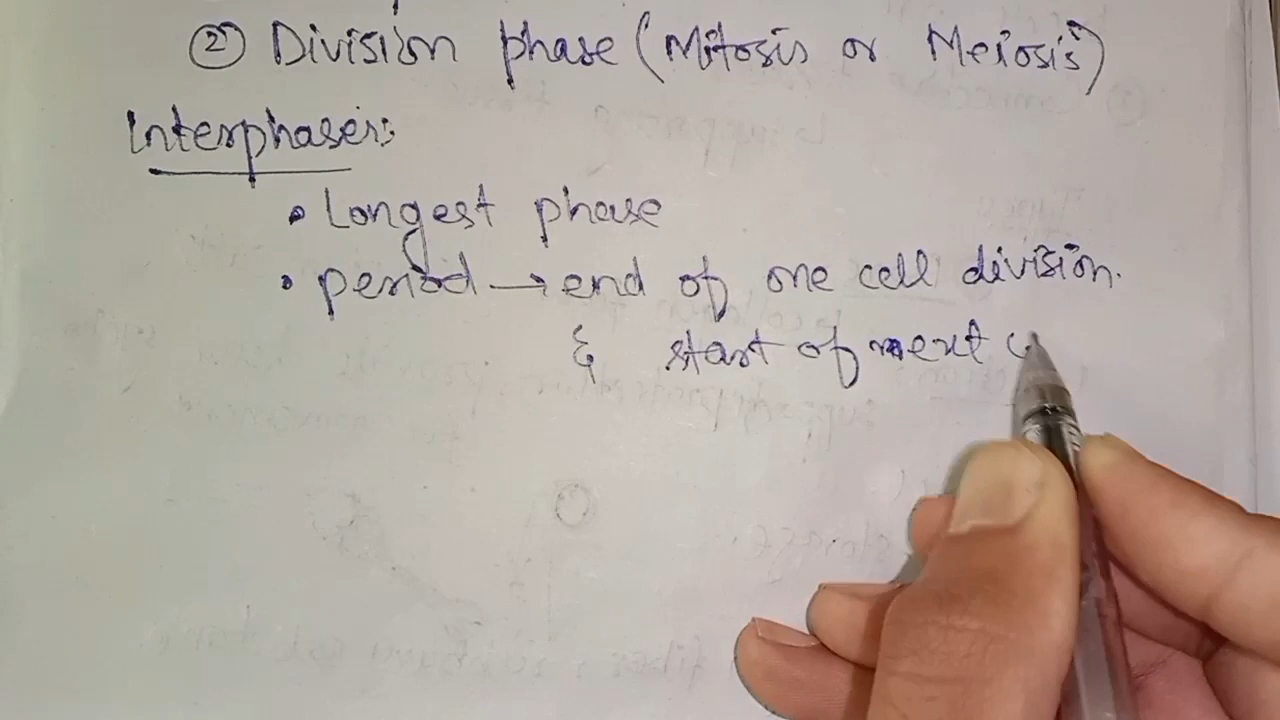 ② Division phase (Mitosis or Meiosis)
Interphase:
• Longest phase
• period → end of one cell division.
& start of next c